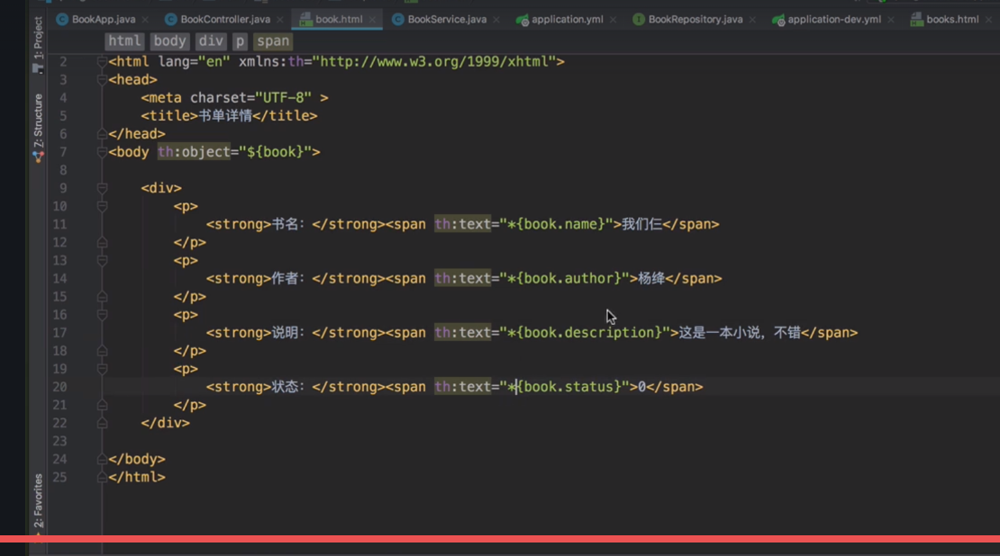 BookApp.java BookController.java book.html BookService.java application.yml BookRepository.java application-dev.yml books.html
html body div p span
1: Project
7: Structure
2: Favorites
2 <html lang="en" xmlns:th="http://www.w3.org/1999/xhtml">
3 <head>
4 <meta charset="UTF-8" >
5 <title>书单详情</title>
6 </head>
7 <body th:object="${book}">
8
9 <div>
10 <p>
11 <strong>书名：</strong><span th:text="*{book.name}">我们仨</span>
12 </p>
13 <p>
14 <strong>作者：</strong><span th:text="*{book.author}">杨绛</span>
15 </p>
16 <p>
17 <strong>说明：</strong><span th:text="*{book.description}">这是一本小说，不错</span>
18 </p>
19 <p>
20 <strong>状态：</strong><span th:text="*{book.status}">0</span>
21 </p>
22 </div>
23
24 </body>
25 </html>